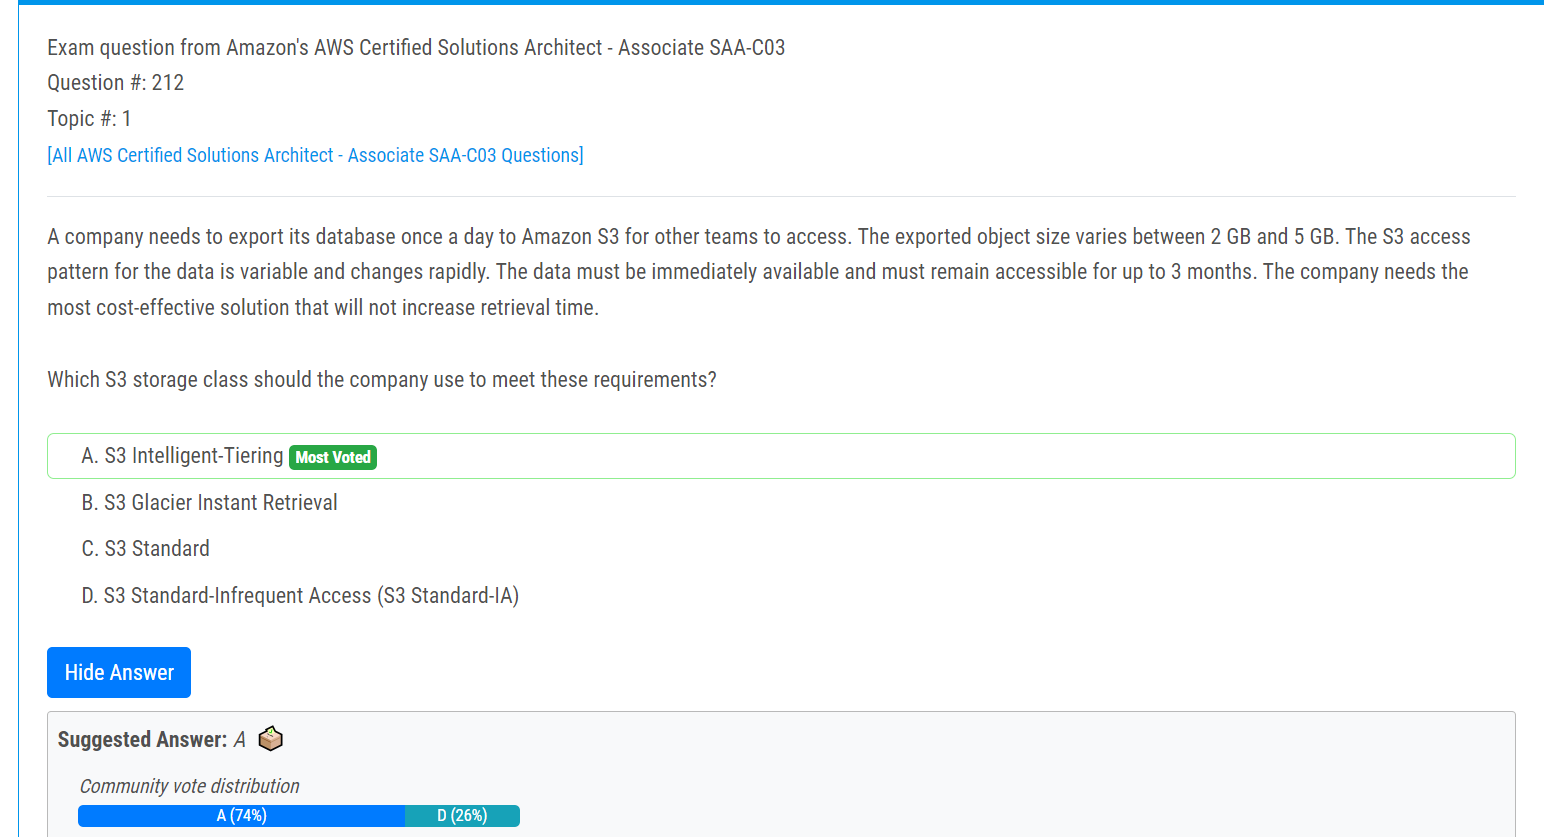 Exam question from Amazon's AWS Certified Solutions Architect - Associate SAA-C03
Question #: 212
Topic #: 1
[All AWS Certified Solutions Architect - Associate SAA-C03 Questions]
A company needs to export its database once a day to Amazon S3 for other teams to access. The exported object size varies between 2 GB and 5 GB. The S3 access
pattern for the data is variable and changes rapidly. The data must be immediately available and must remain accessible for up to 3 months. The company needs the
most cost-effective solution that will not increase retrieval time.
Which S3 storage class should the company use to meet these requirements?
A. S3 Intelligent-Tiering Most Voted
B. S3 Glacier Instant Retrieval
C. S3 Standard
D. S3 Standard-Infrequent Access (S3 Standard-IA)
Hide Answer
Suggested Answer: A
Community vote distribution
A (74%) D (26%)